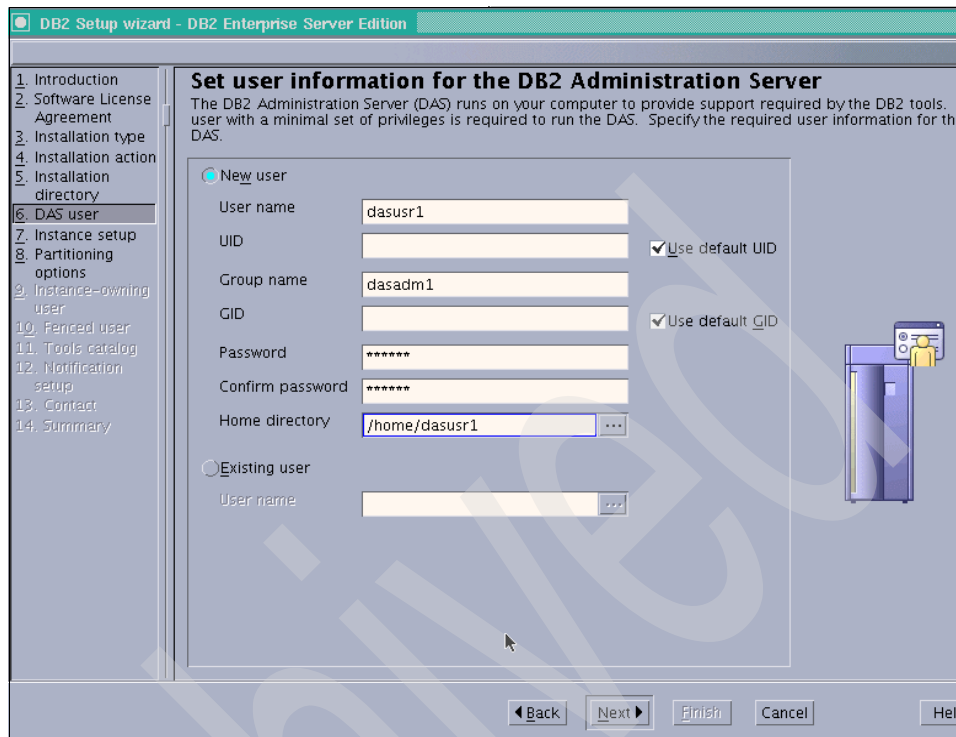 DB2 Setup wizard - DB2 Enterprise Server Edition
1. Introduction
2. Software License
Agreement
3. Installation type
4. Installation action
5. Installation
directory
6. DAS user
7. Instance setup
8. Partitioning
options
9. Instance-owning
user
10. Fenced user
11. Tools catalog
12. Notification
setup
13. Contact
14. Summary
Set user information for the DB2 Administration Server
The DB2 Administration Server (DAS) runs on your computer to provide support required by the DB2 tools.
user with a minimal set of privileges is required to run the DAS. Specify the required user information for th
DAS.
New user
User name dasusr1
UID Use default UID
Group name dasadm1
GID Use default GID
Password ******
Confirm password ******
Home directory /home/dasusr1 ...
Existing user
User name ...
Back Next Finish Cancel Hel
hived